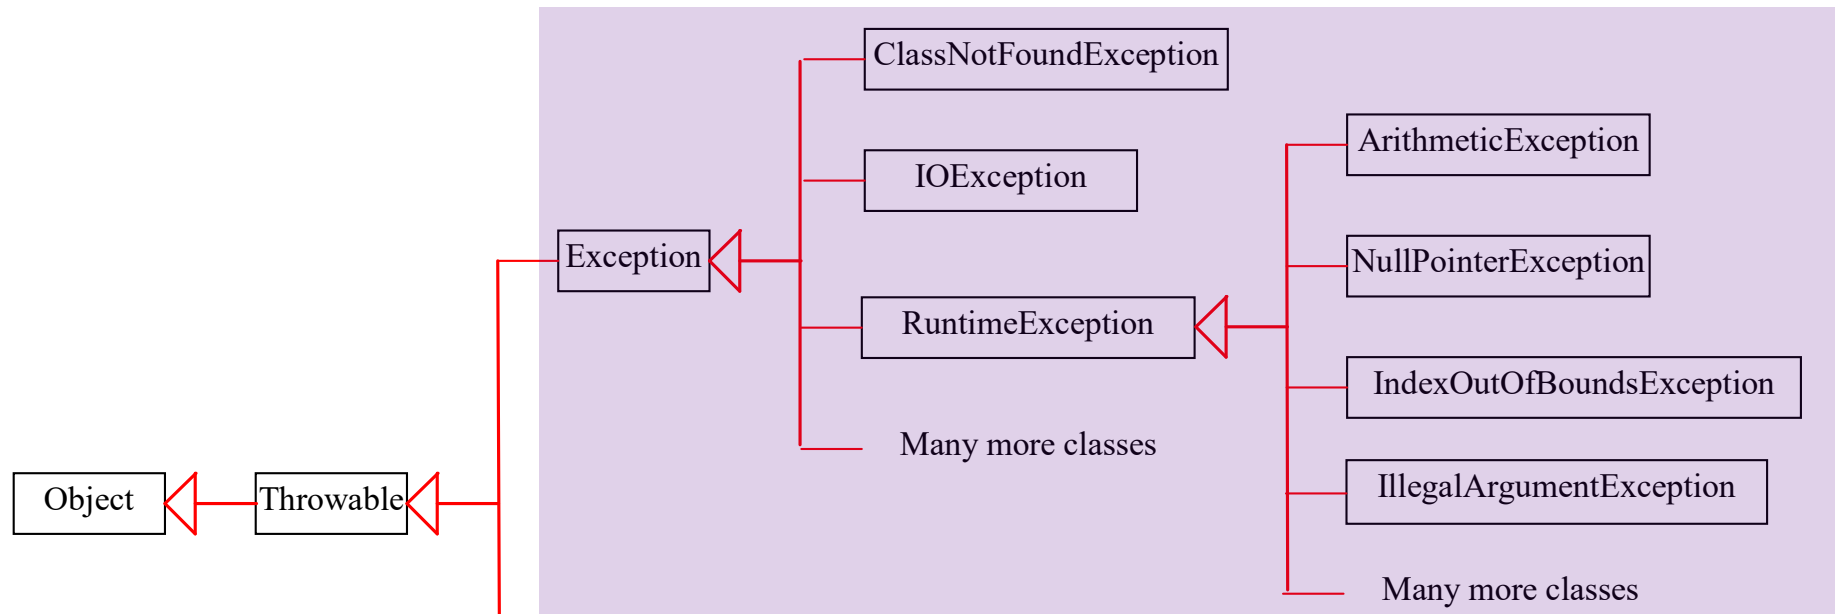 ClassNotFoundException
ArithmeticException
IOException
Exception
NullPointerException
RuntimeException
IndexOutOfBoundsException
Many more classes
Object
Throwable
IllegalArgumentException
Many more classes